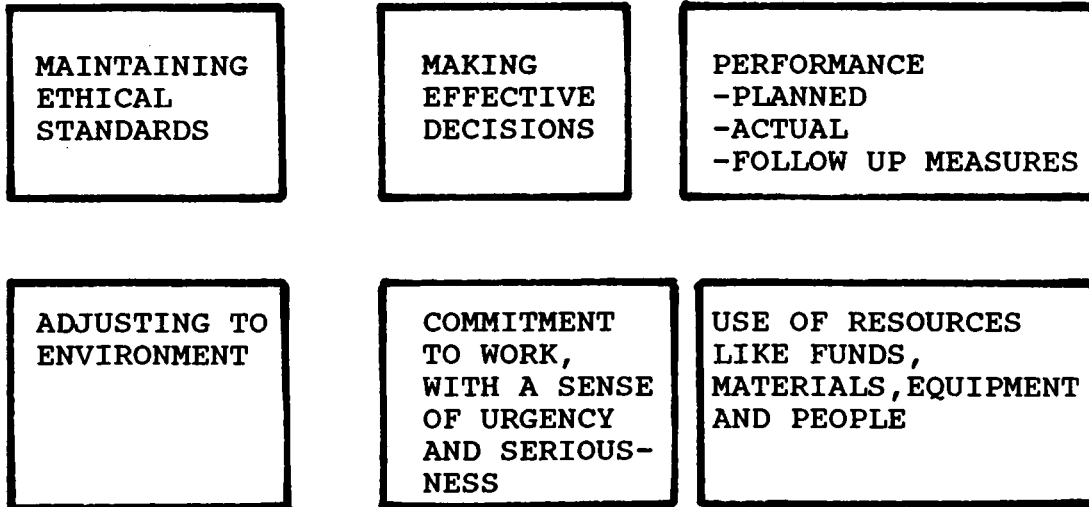 MAINTAINING
ETHICAL
STANDARDS
MAKING
EFFECTIVE
DECISIONS
PERFORMANCE
-PLANNED
-ACTUAL
-FOLLOW UP MEASURES
ADJUSTING TO
ENVIRONMENT
COMMITMENT
TO WORK,
WITH A SENSE
OF URGENCY
AND SERIOUS-
NESS
USE OF RESOURCES
LIKE FUNDS,
MATERIALS,EQUIPMENT
AND PEOPLE